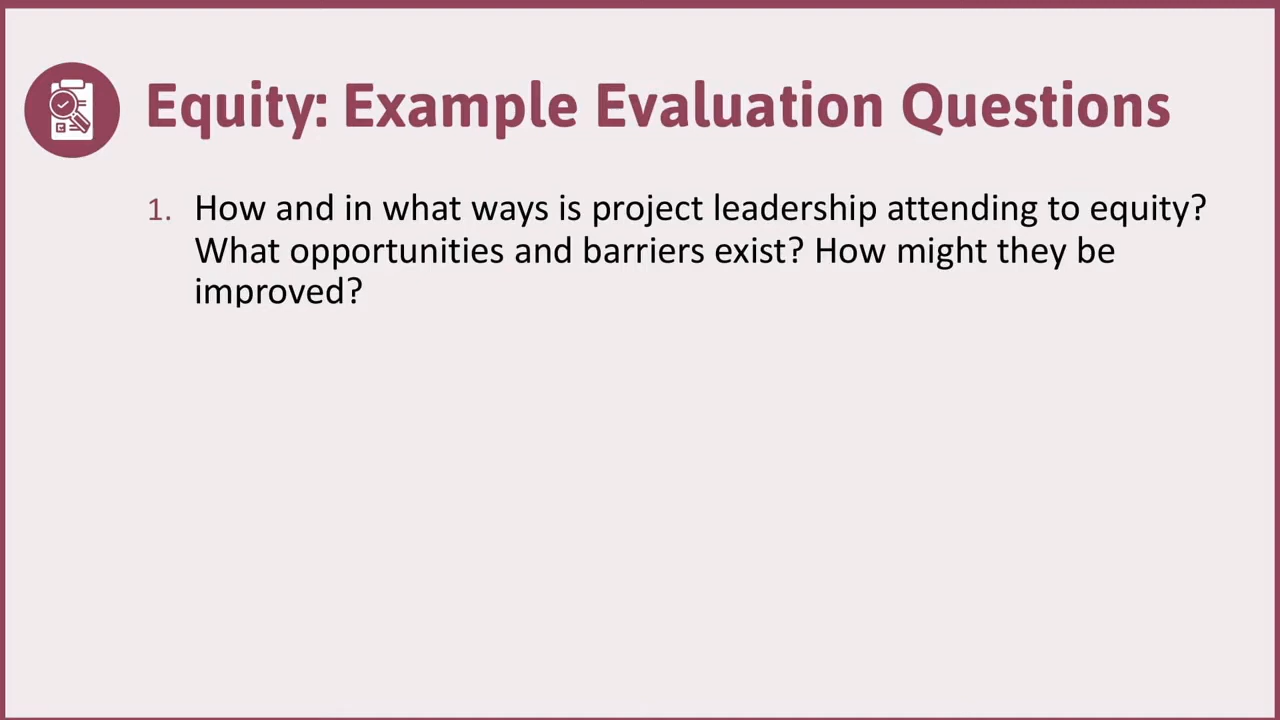 Equity: Example Evaluation Questions
1. How and in what ways is project leadership attending to equity?
What opportunities and barriers exist? How might they be
improved?